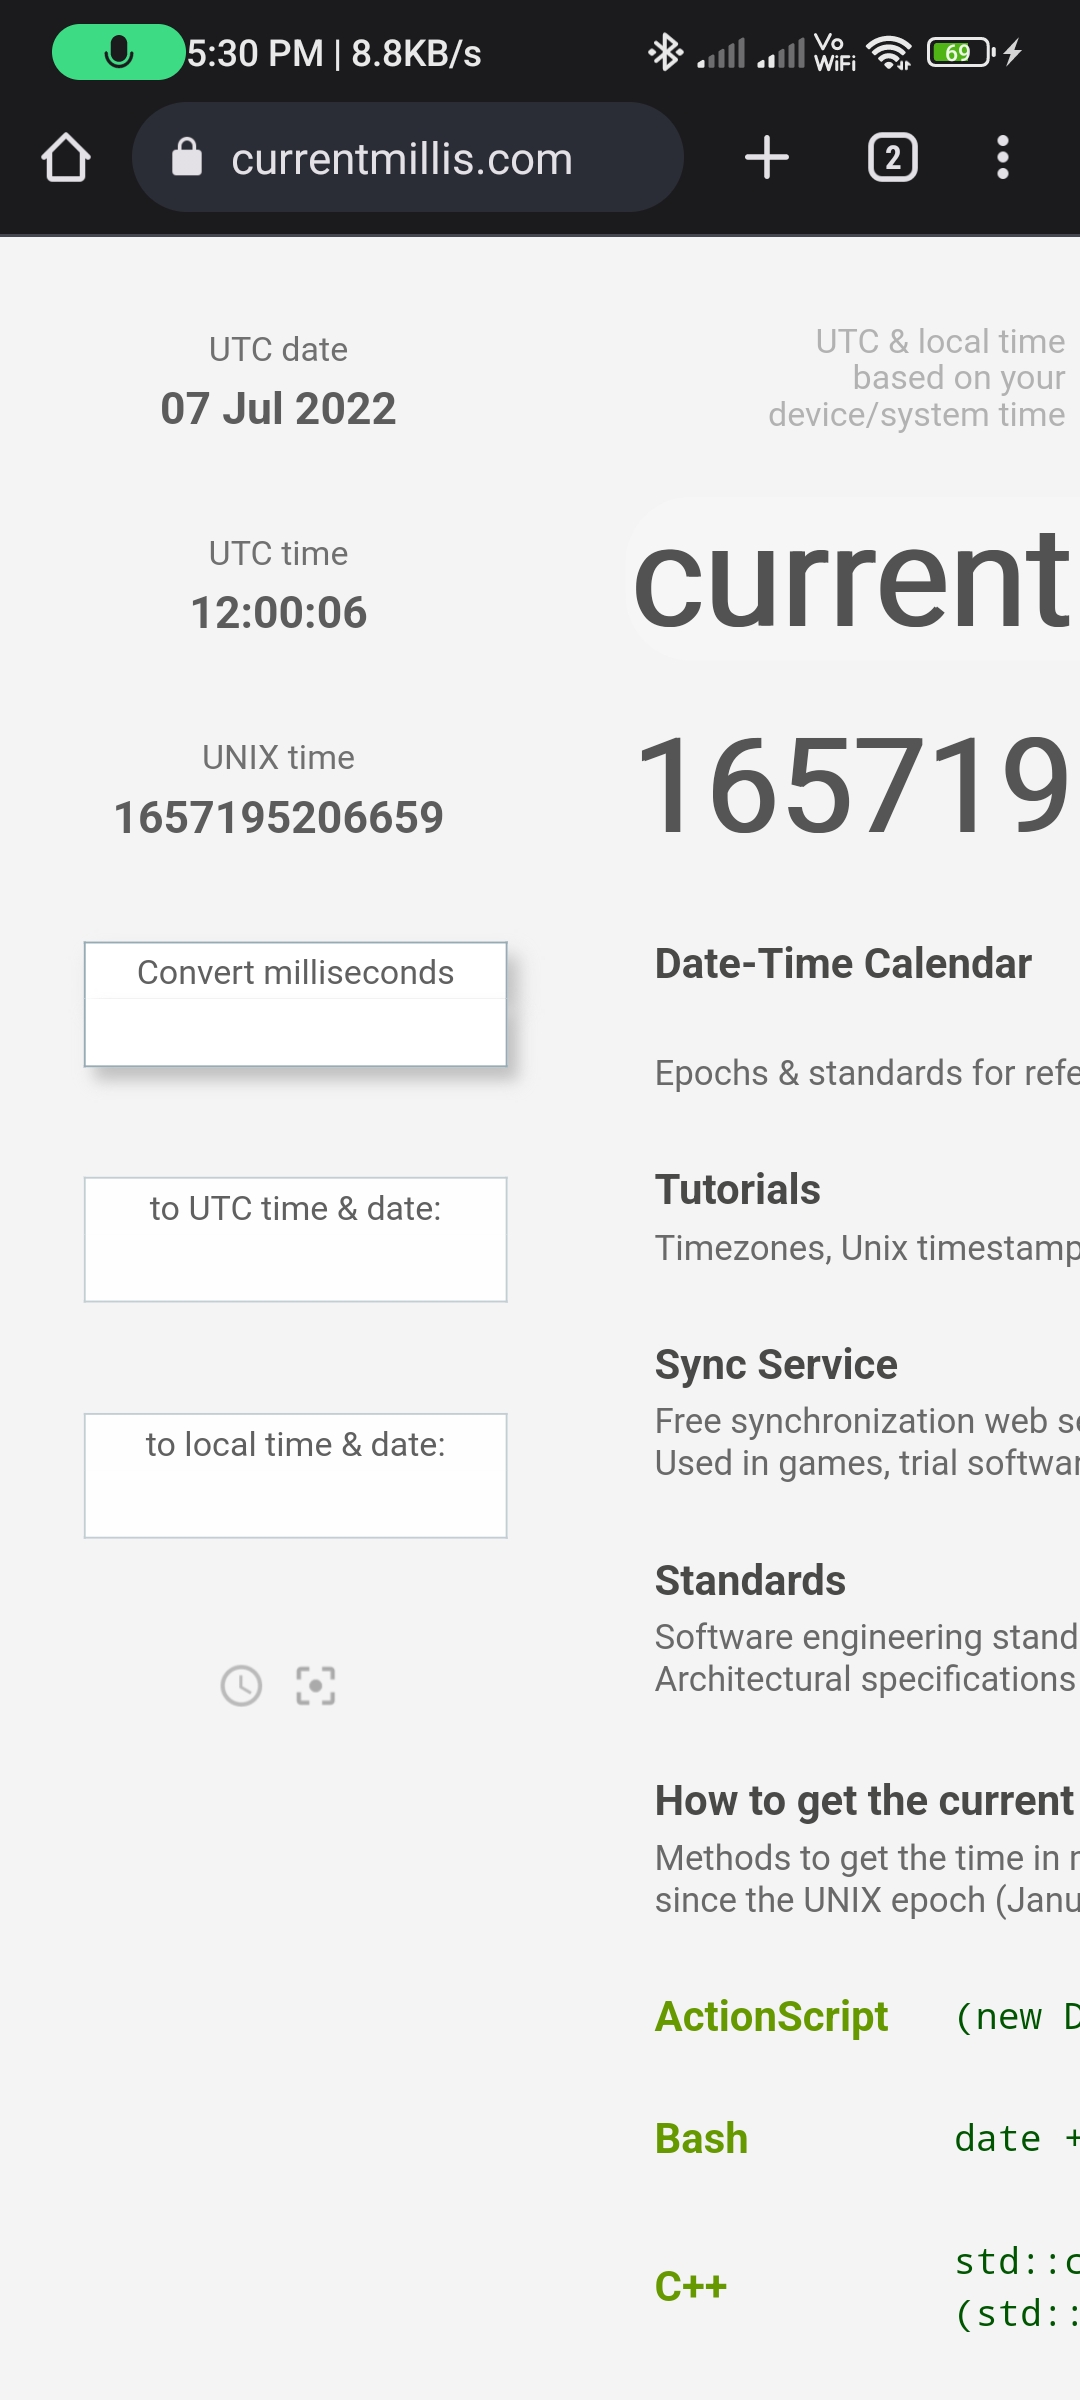 5:30 PM | 8.8KB/s
Vo
WiFi
69
currentmillis.com
2
UTC date
07 Jul 2022
UTC time
12:00:06
UNIX time
1657195206659
Convert milliseconds
to UTC time & date:
to local time & date:
UTC & local time
based on your
device/system time
current
165719
Date-Time Calendar
Epochs & standards for refe
Tutorials
Timezones, Unix timestamp
Sync Service
Free synchronization web se
Used in games, trial softwar
Standards
Software engineering stand
Architectural specifications
How to get the current
Methods to get the time in
since the UNIX epoch (Janu
ActionScript (new D
Bash date +
C++ std::c
(std::